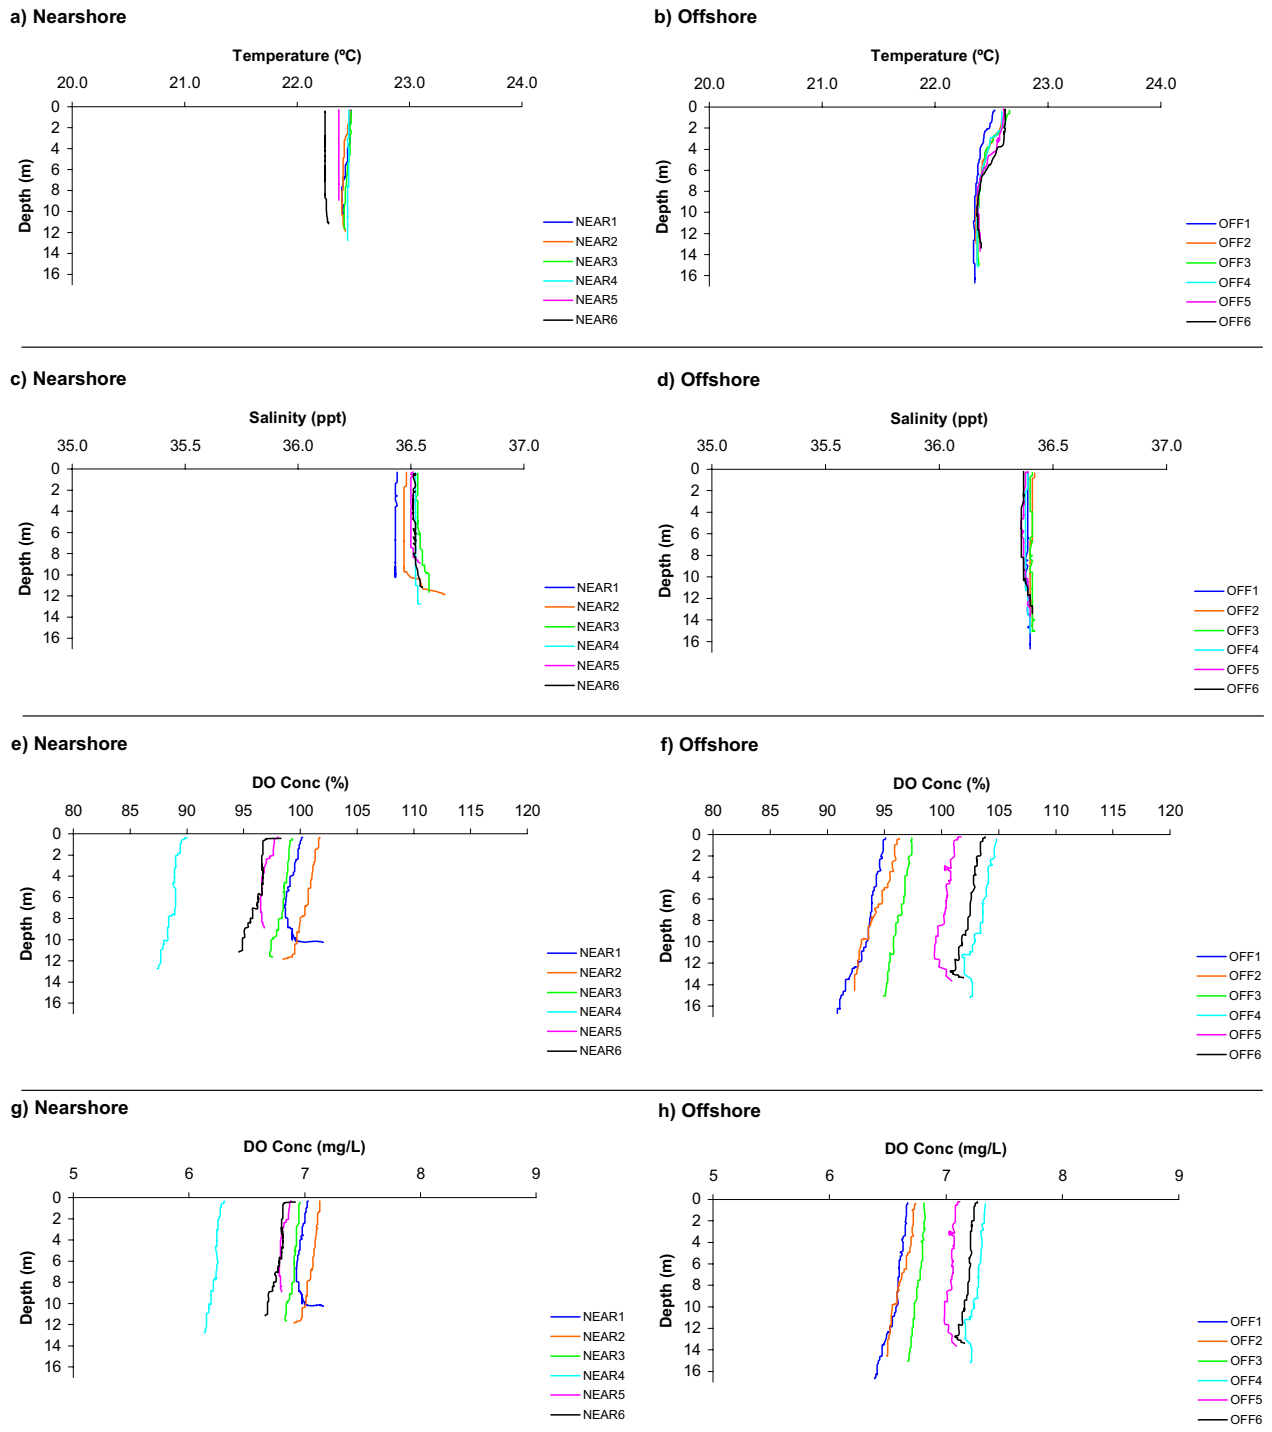 a) Nearshore
b) Offshore
Temperature (ºC)
Temperature (ºC)
20.0 21.0 22.0 23.0 24.0
20.0 21.0 22.0 23.0 24.0
0
2
4
6
8
10
12
14
16
Depth (m)
NEAR1
NEAR2
NEAR3
NEAR4
NEAR5
NEAR6
0
2
4
6
8
10
12
14
16
Depth (m)
OFF1
OFF2
OFF3
OFF4
OFF5
OFF6
c) Nearshore
d) Offshore
Salinity (ppt)
Salinity (ppt)
35.0 35.5 36.0 36.5 37.0
35.0 35.5 36.0 36.5 37.0
0
2
4
6
8
10
12
14
16
Depth (m)
NEAR1
NEAR2
NEAR3
NEAR4
NEAR5
NEAR6
0
2
4
6
8
10
12
14
16
Depth (m)
OFF1
OFF2
OFF3
OFF4
OFF5
OFF6
e) Nearshore
f) Offshore
DO Conc (%)
DO Conc (%)
80 85 90 95 100 105 110 115 120
80 85 90 95 100 105 110 115 120
0
2
4
6
8
10
12
14
16
Depth (m)
NEAR1
NEAR2
NEAR3
NEAR4
NEAR5
NEAR6
0
2
4
6
8
10
12
14
16
Depth (m)
OFF1
OFF2
OFF3
OFF4
OFF5
OFF6
g) Nearshore
h) Offshore
DO Conc (mg/L)
DO Conc (mg/L)
5 6 7 8 9
5 6 7 8 9
0
2
4
6
8
10
12
14
16
Depth (m)
NEAR1
NEAR2
NEAR3
NEAR4
NEAR5
NEAR6
0
2
4
6
8
10
12
14
16
Depth (m)
OFF1
OFF2
OFF3
OFF4
OFF5
OFF6